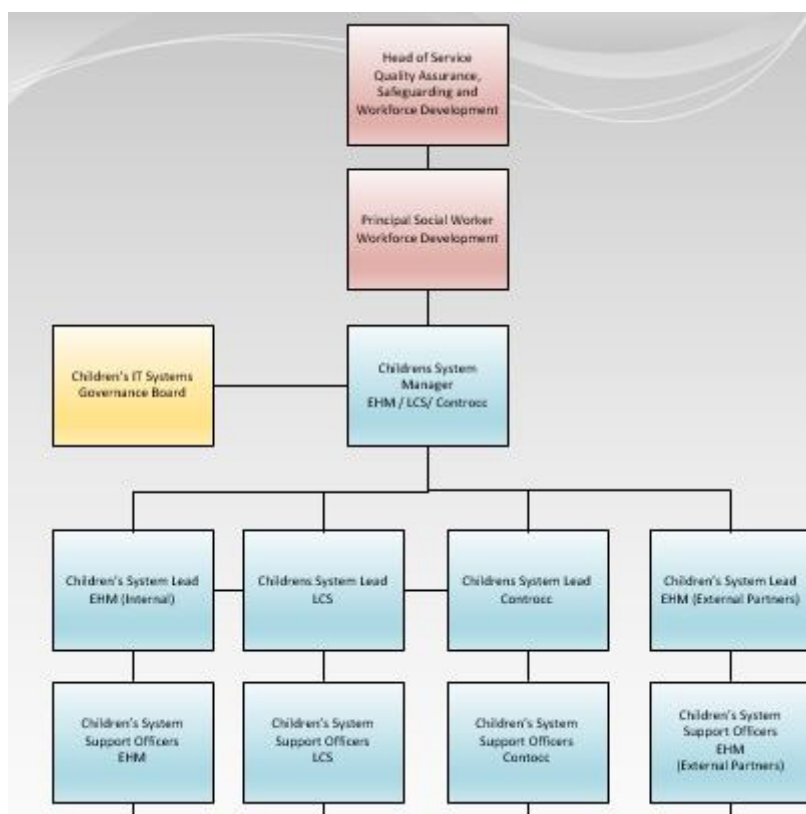 Head of Service
Quality Assurance,
Safeguarding and
Workforce Development
Principal Social Worker
Workforce Development
Children's IT Systems
Governance Board
Childrens System
Manager
EHM / LCS/ Controcc
Children's System Lead
EHM (Internal)
Childrens System Lead
LCS
Childrens System Lead
Controcc
Children's System Lead
EHM (External Partners)
Children's System
Support Officers
EHM
Children's System
Support Officers
LCS
Children's System
Support Officers
Contocc
Children's System
Support Officers
EHM
(External Partners)